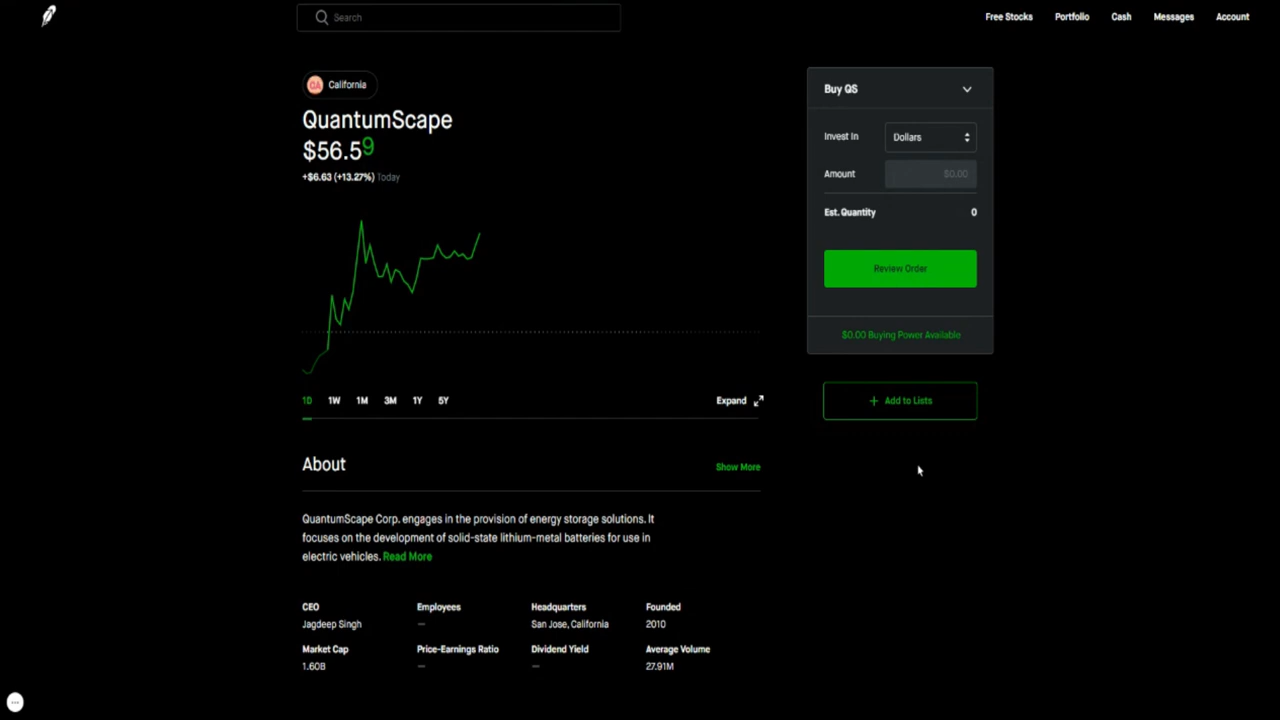 Search
Free Stocks Portfolio Cash Messages Account
CA California
QuantumScape
$56.59
+$6.63 (+13.27%) Today
1D 1W 1M 3M 1Y 5Y
Expand
Buy QS
Invest In Dollars
Amount $0.00
Est. Quantity 0
Review Order
$0.00 Buying Power Available
+ Add to Lists
About
Show More
QuantumScape Corp. engages in the provision of energy storage solutions. It
focuses on the development of solid-state lithium-metal batteries for use in
electric vehicles. Read More
CEO Employees Headquarters Founded
Jagdeep Singh — San Jose, California 2010
Market Cap Price-Earnings Ratio Dividend Yield Average Volume
1.60B — — 27.91M